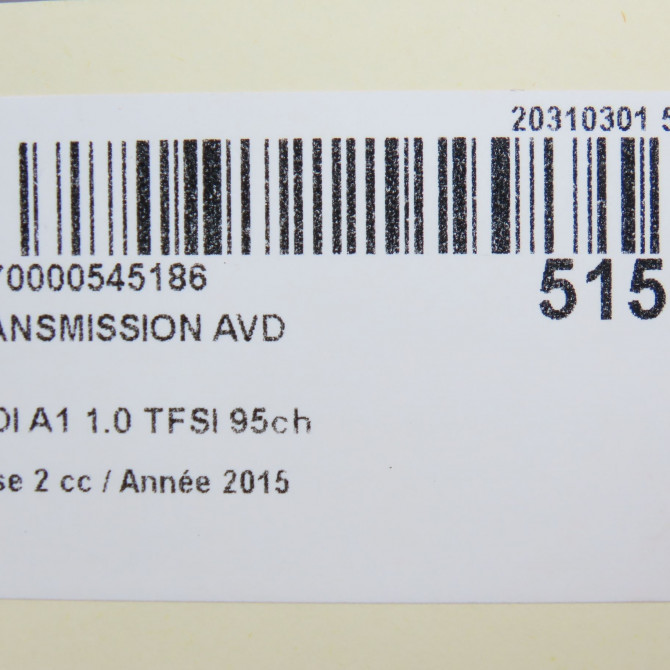 20310301 5
70000545186
515
ANSMISSION AVD
DI A1 1.0 TFSI 95ch
se 2 cc / Année 2015